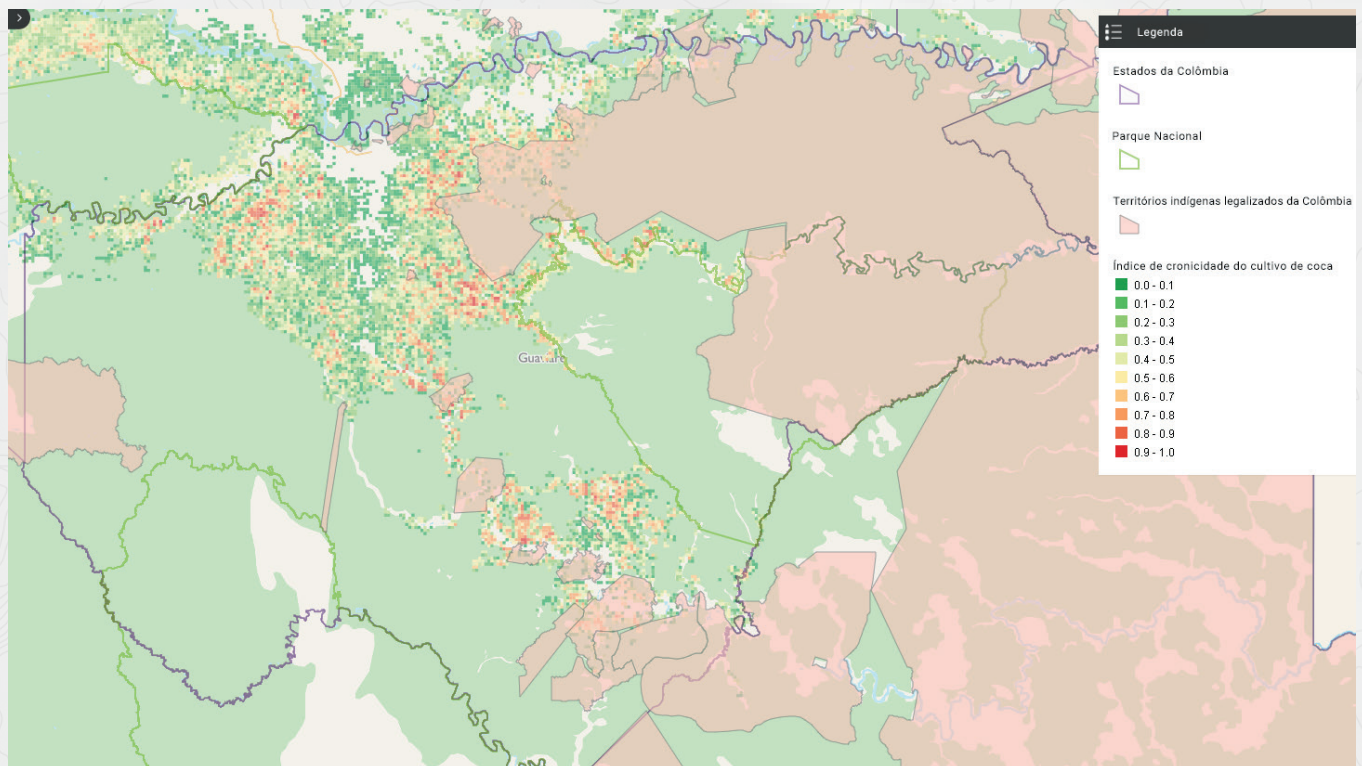 Legenda
Estados da Colômbia
Parque Nacional
Territórios indígenas legalizados da Colômbia
Índice de cronicidade do cultivo de coca
0.0 - 0.1
0.1 - 0.2
0.2 - 0.3
0.3 - 0.4
0.4 - 0.5
0.5 - 0.6
0.6 - 0.7
0.7 - 0.8
0.8 - 0.9
0.9 - 1.0
Guaviare